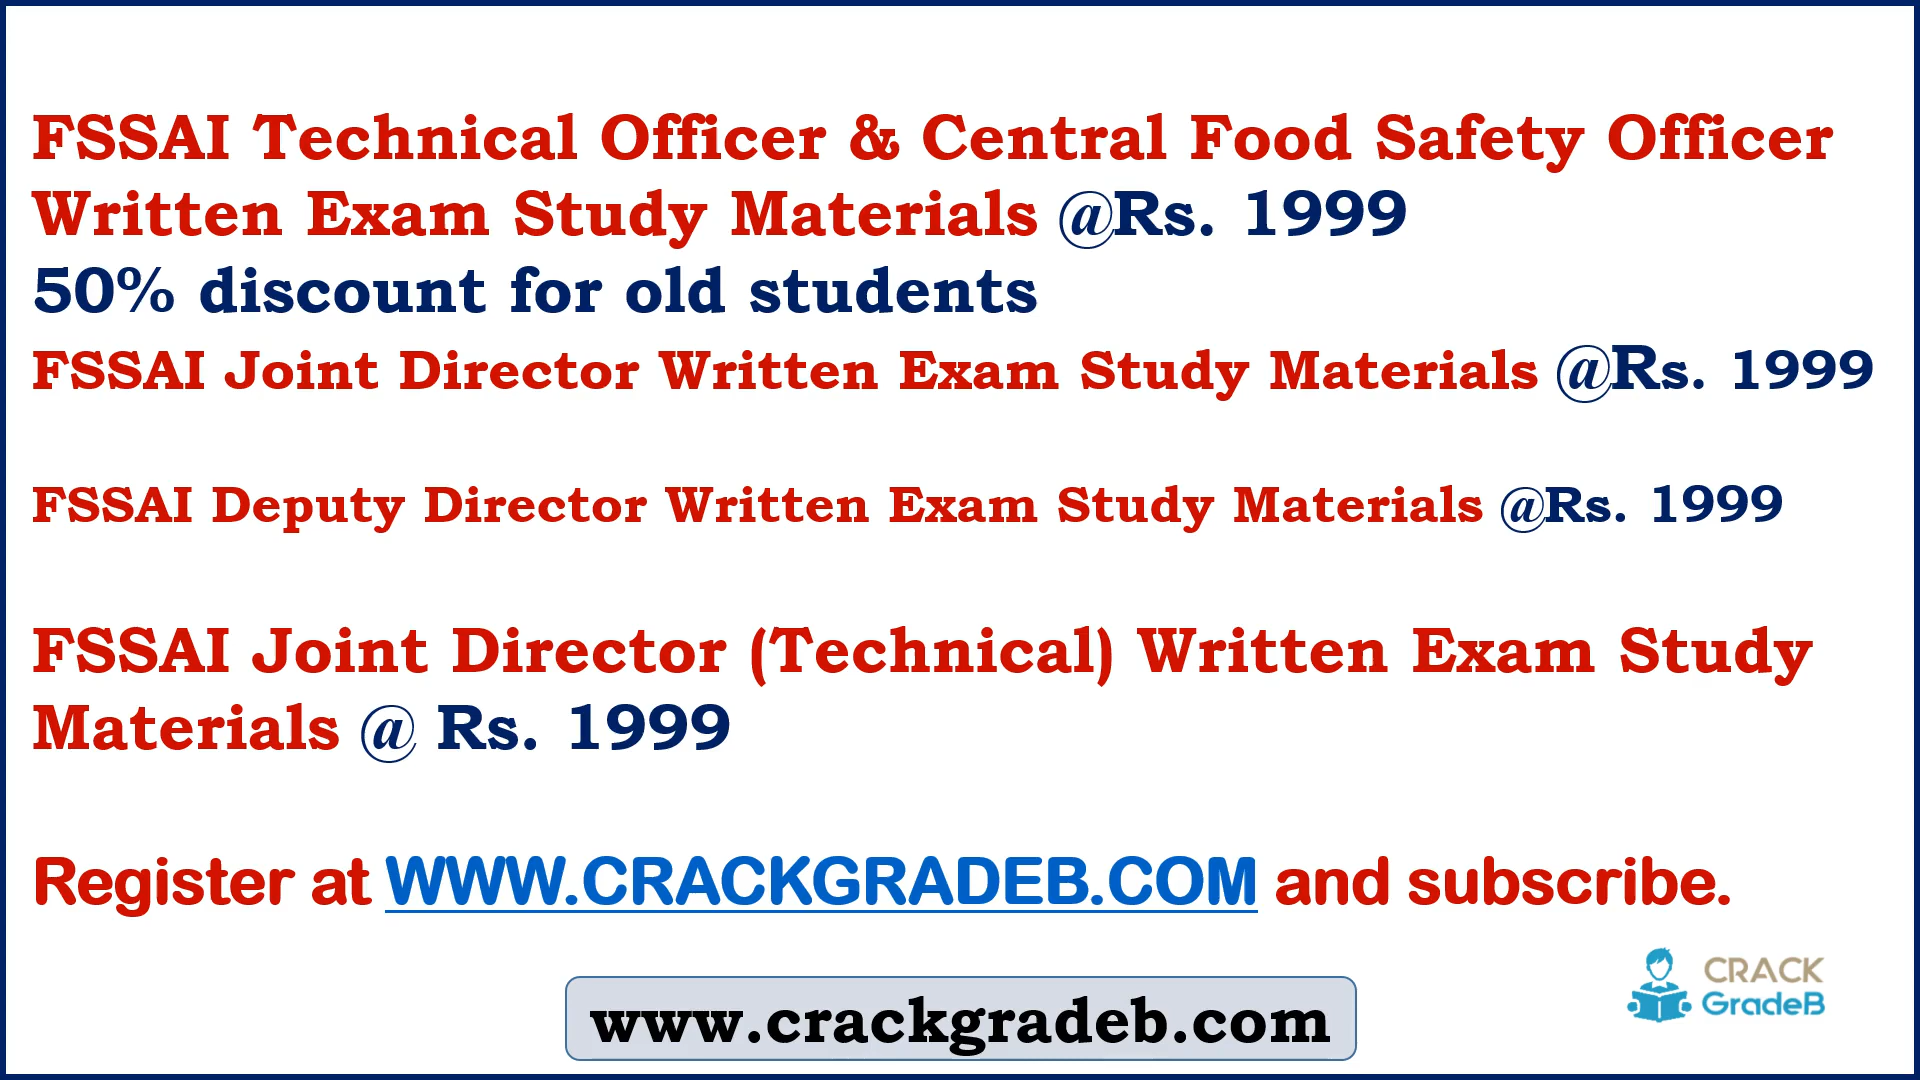 FSSAI Technical Officer & Central Food Safety Officer
Written Exam Study Materials @Rs. 1999
50% discount for old students
FSSAI Joint Director Written Exam Study Materials @Rs. 1999
FSSAI Deputy Director Written Exam Study Materials @Rs. 1999
FSSAI Joint Director (Technical) Written Exam Study
Materials @ Rs. 1999
Register at WWW.CRACKGRADEB.COM and subscribe.
CRACK
GradeB
www.crackgradeb.com